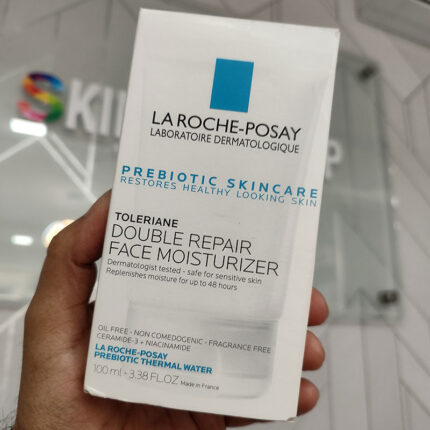 SKIN
P
LA ROCHE-POSAY
LABORATOIRE DERMATOLOGIQUE
PREBIOTIC SKINCARE
RESTORES HEALTHY LOOKING SKIN
TOLERIANE
DOUBLE REPAIR
FACE MOISTURIZER
Dermatologist tested - safe for sensitive skin
Replenishes moisture for up to 48 hours
OIL FREE - NON COMEDOGENIC - FRAGRANCE FREE
CERAMIDE-3 + NIACINAMIDE
LA ROCHE-POSAY
PREBIOTIC THERMAL WATER
100 ml - 3.38 FL.OZ Made in France